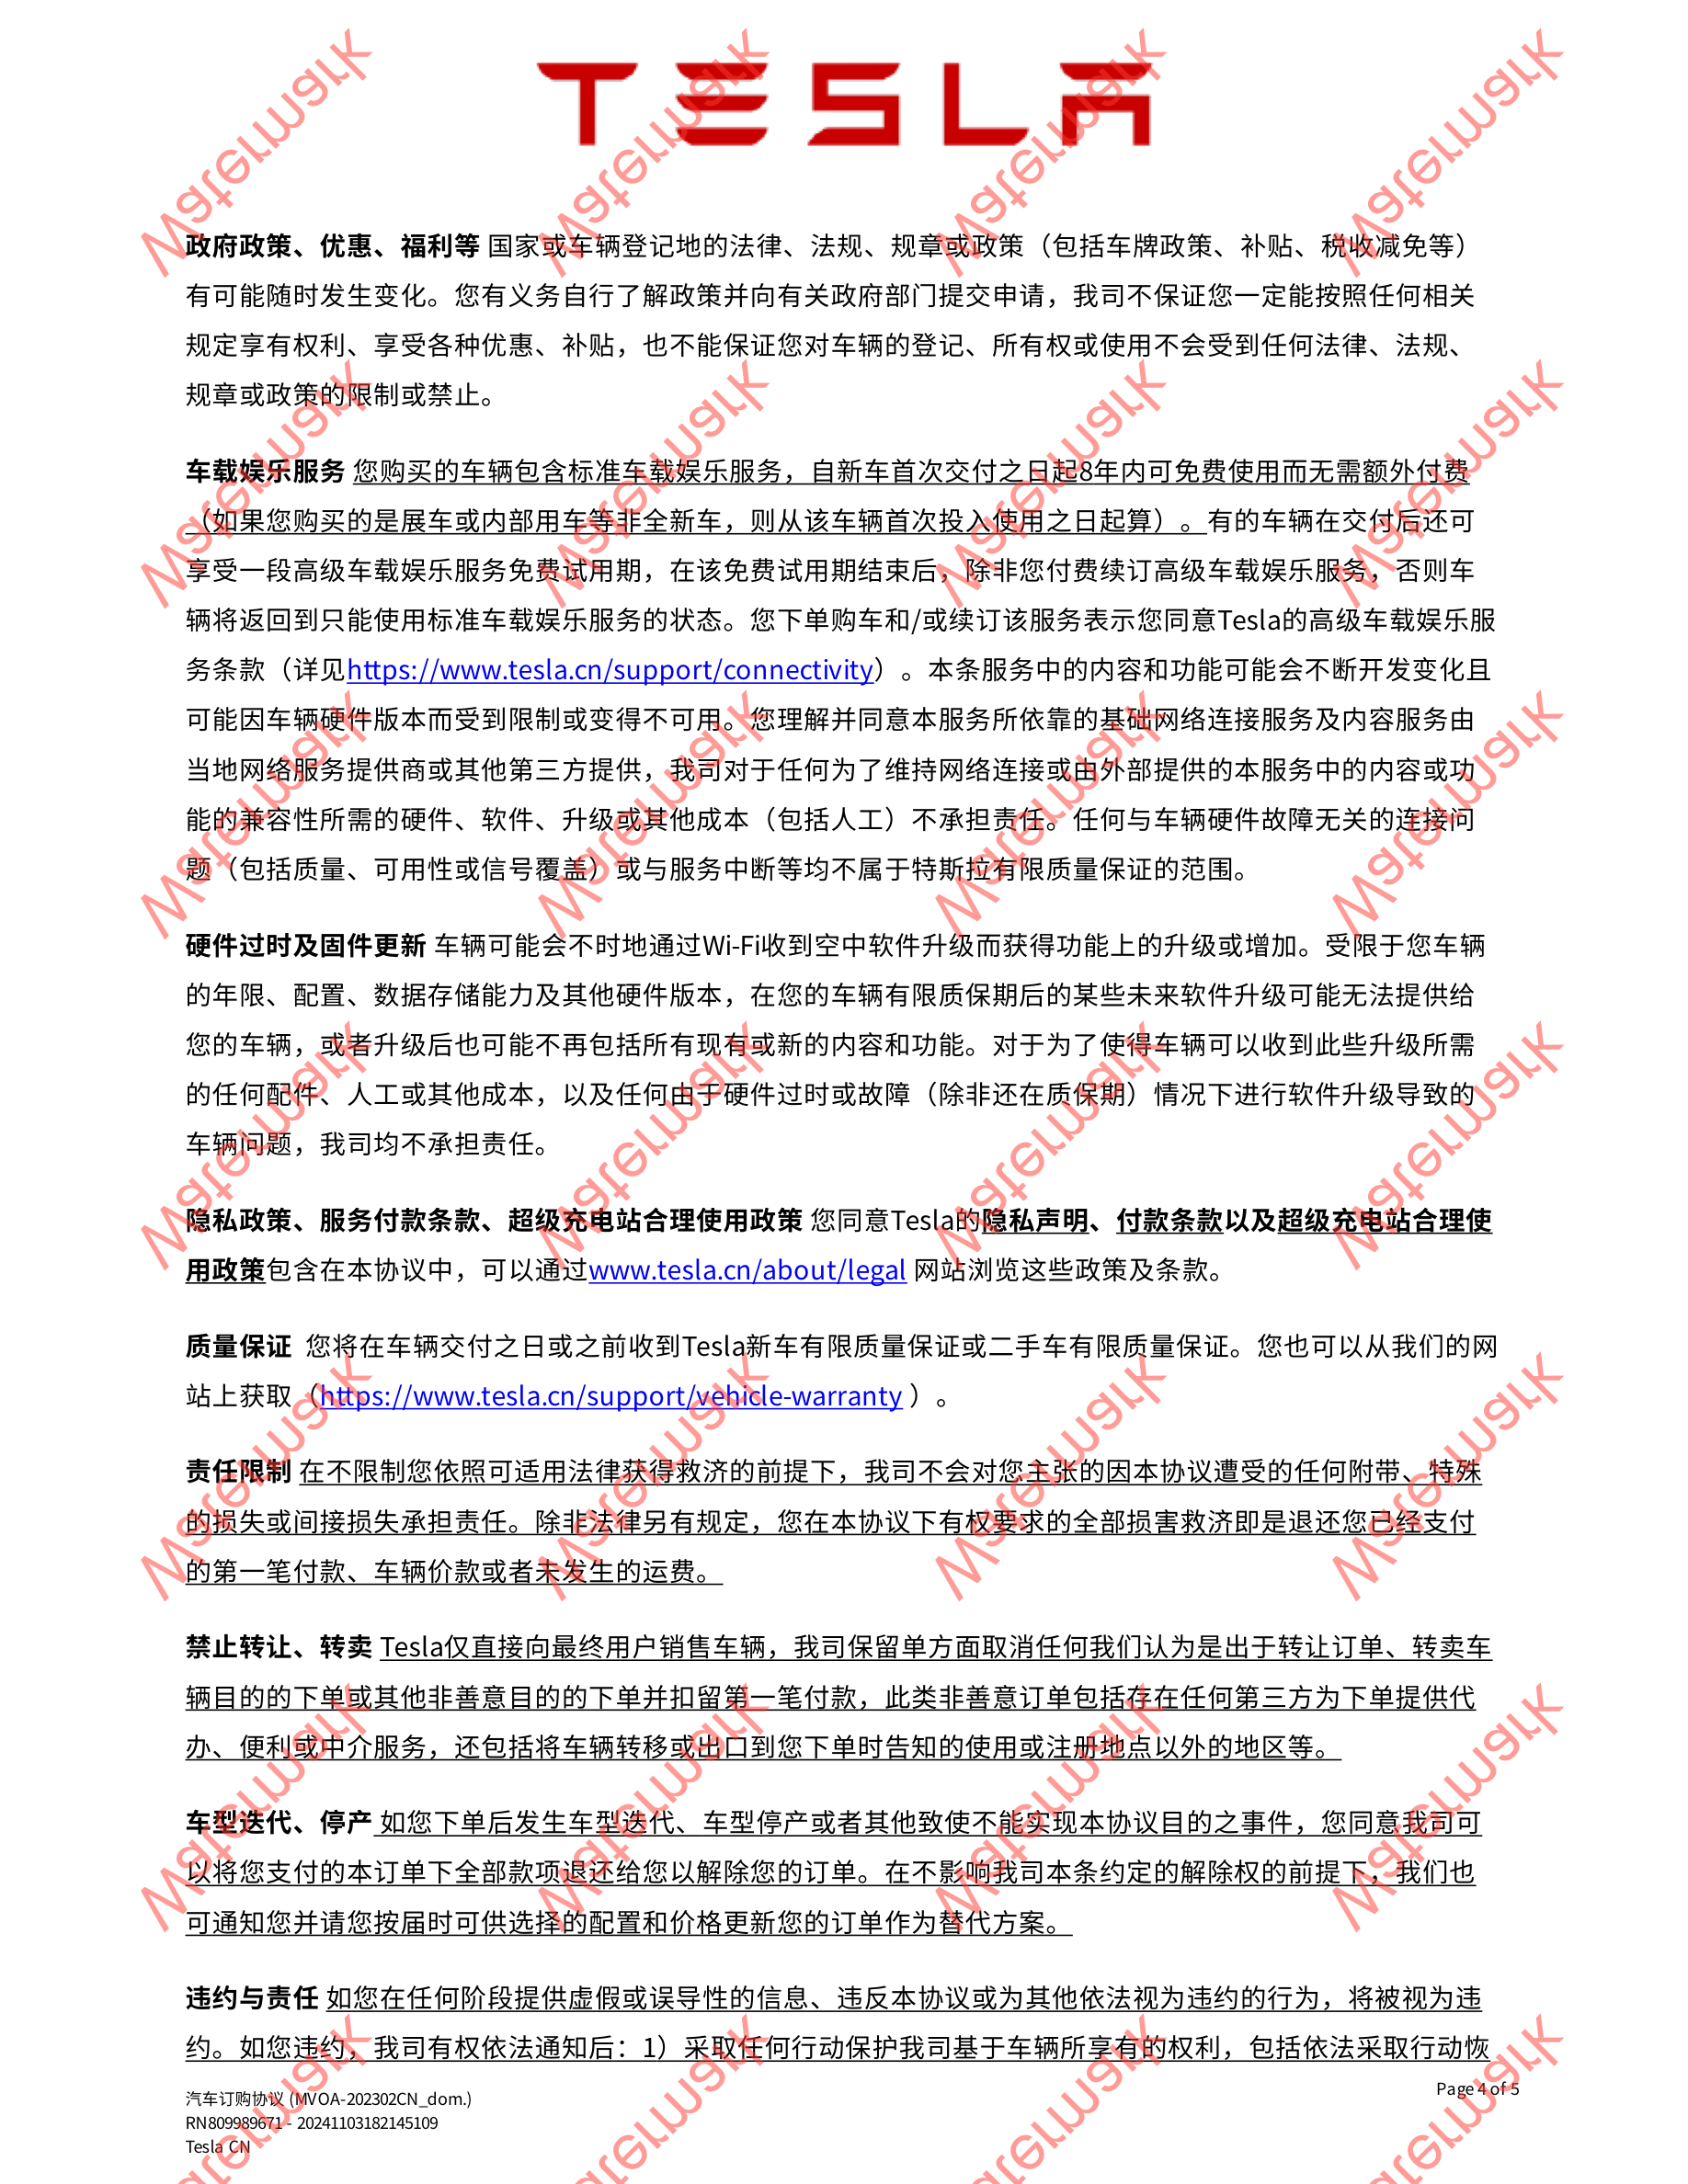 TESLA
政府政策、优惠、福利等 国家或车辆登记地的法律、法规、规章或政策（包括车牌政策、补贴、税收减免等）
有可能随时发生变化。您有义务自行了解政策并向有关政府部门提交申请，我司不保证您一定能按照任何相关
规定享有权利、享受各种优惠、补贴，也不能保证您对车辆的登记、所有权或使用不会受到任何法律、法规、
规章或政策的限制或禁止。
车载娱乐服务 您购买的车辆包含标准车载娱乐服务，自新车首次交付之日起8年内可免费使用而无需额外付费
（如果您购买的是展车或内部用车等非全新车，则从该车辆首次投入使用之日起算）。有的车辆在交付后还可
享受一段高级车载娱乐服务免费试用期，在该免费试用期结束后，除非您付费续订高级车载娱乐服务，否则车
辆将返回到只能使用标准车载娱乐服务的状态。您下单购车和/或续订该服务表示您同意Tesla的高级车载娱乐服
务条款（详见https://www.tesla.cn/support/connectivity）。本条服务中的内容和功能可能会不断开发变化且
可能因车辆硬件版本而受到限制或变得不可用。您理解并同意本服务所依靠的基础网络连接服务及内容服务由
当地网络服务提供商或其他第三方提供，我司对于任何为了维持网络连接或由外部提供的本服务中的内容或功
能的兼容性所需的硬件、软件、升级或其他成本（包括人工）不承担责任。任何与车辆硬件故障无关的连接问
题（包括质量、可用性或信号覆盖）或与服务中断等均不属于特斯拉有限质量保证的范围。
硬件过时及固件更新 车辆可能会不时地通过Wi-Fi收到空中软件升级而获得功能上的升级或增加。受限于您车辆
的年限、配置、数据存储能力及其他硬件版本，在您的车辆有限质保期后的某些未来软件升级可能无法提供给
您的车辆，或者升级后也可能不再包括所有现有或新的内容和功能。对于为了使得车辆可以收到此些升级所需
的任何配件、人工或其他成本，以及任何由于硬件过时或故障（除非还在质保期）情况下进行软件升级导致的
车辆问题，我司均不承担责任。
隐私政策、服务付款条款、超级充电站合理使用政策 您同意Tesla的隐私声明、付款条款以及超级充电站合理使
用政策包含在本协议中，可以通过www.tesla.cn/about/legal 网站浏览这些政策及条款。
质量保证 您将在车辆交付之日或之前收到Tesla新车有限质量保证或二手车有限质量保证。您也可以从我们的网
站上获取（https://www.tesla.cn/support/vehicle-warranty ）。
责任限制 在不限制您依照可适用法律获得救济的前提下，我司不会对您主张的因本协议遭受的任何附带、特殊
的损失或间接损失承担责任。除非法律另有规定，您在本协议下有权要求的全部损害救济即是退还您已经支付
的第一笔付款、车辆价款或者未发生的运费。
禁止转让、转卖 Tesla仅直接向最终用户销售车辆，我司保留单方面取消任何我们认为是出于转让订单、转卖车
辆目的的下单或其他非善意目的的下单并扣留第一笔付款，此类非善意订单包括存在任何第三方为下单提供代
办、便利或中介服务，还包括将车辆转移或出口到您下单时告知的使用或注册地点以外的地区等。
车型迭代、停产 如您下单后发生车型迭代、车型停产或者其他致使不能实现本协议目的之事件，您同意我司可
以将您支付的本订单下全部款项退还给您以解除您的订单。在不影响我司本条约定的解除权的前提下，我们也
可通知您并请您按届时可供选择的配置和价格更新您的订单作为替代方案。
违约与责任 如您在任何阶段提供虚假或误导性的信息、违反本协议或为其他依法视为违约的行为，将被视为违
约。如您违约，我司有权依法通知后：1）采取任何行动保护我司基于车辆所享有的权利，包括依法采取行动恢
汽车订购协议 (MVOA-202302CN_dom.)
RN809989671 - 20241103182145109
Tesla CN
Page 4 of 5